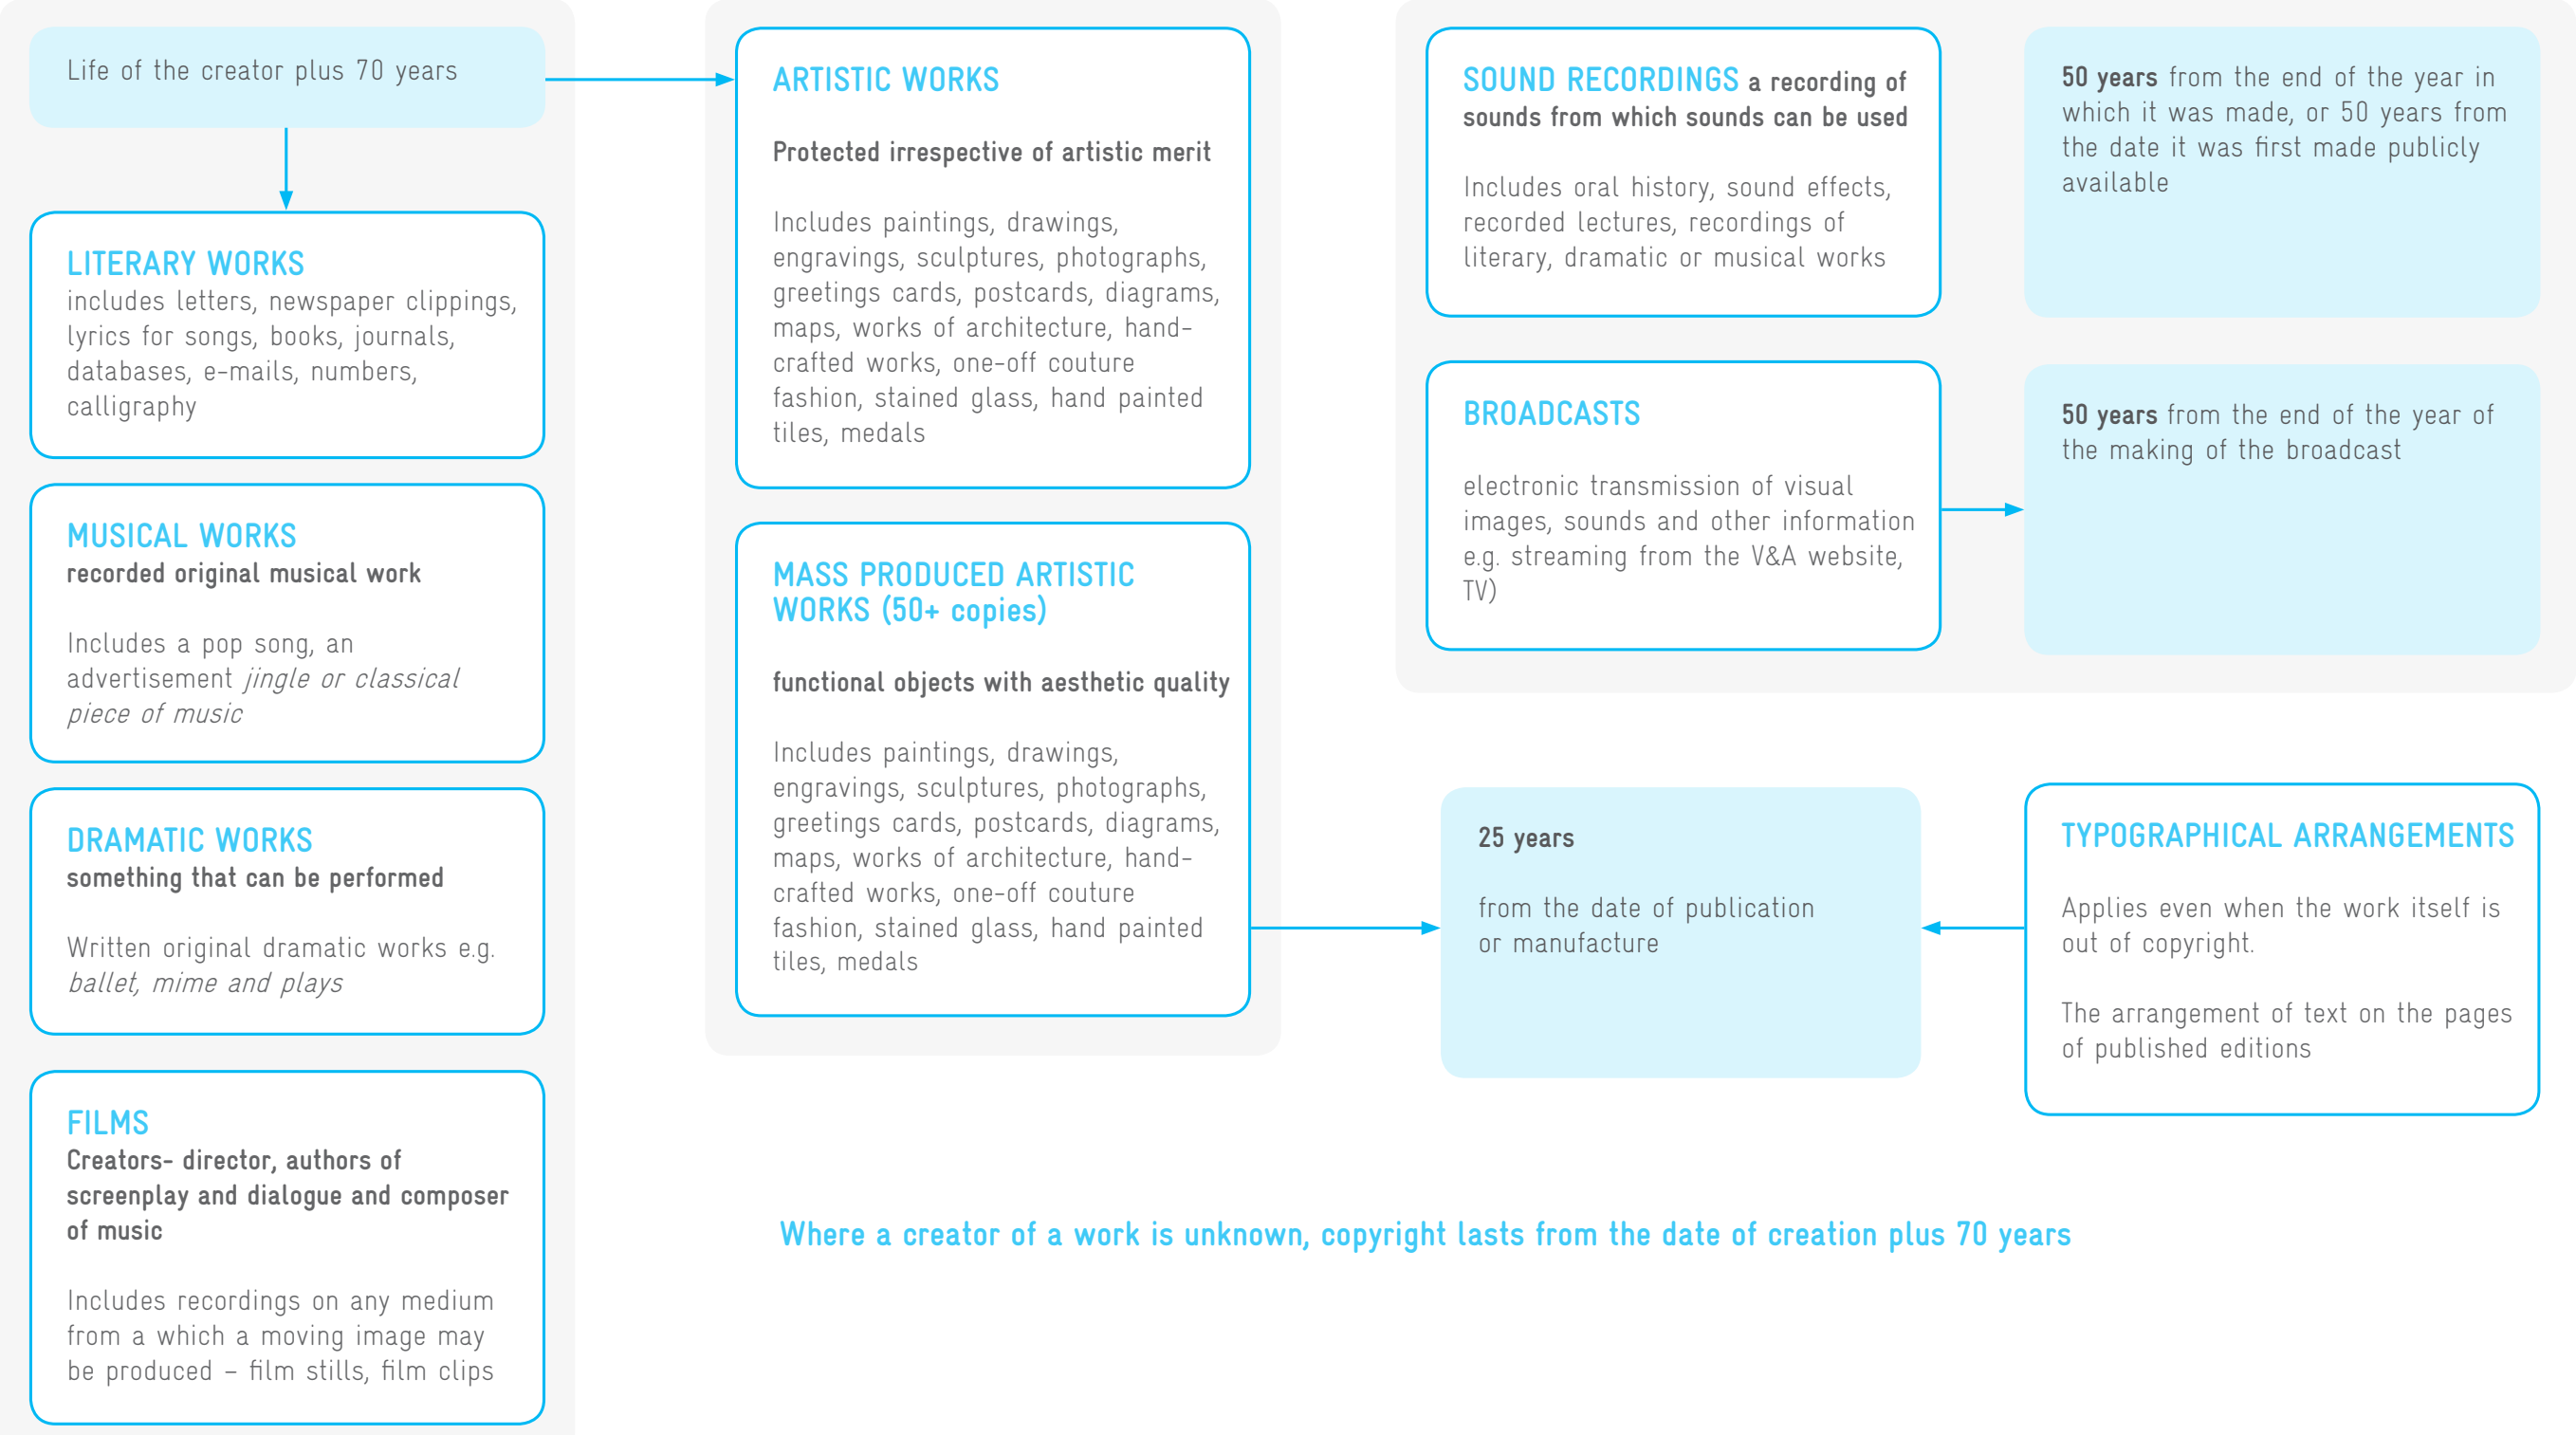 Life of the creator plus 70 years
LITERARY WORKS
includes letters, newspaper clippings,
lyrics for songs, books, journals,
databases, e-mails, numbers,
calligraphy
MUSICAL WORKS
recorded original musical work
Includes a pop song, an
advertisement jingle or classical
piece of music
DRAMATIC WORKS
something that can be performed
Written original dramatic works e.g.
ballet, mime and plays
FILMS
Creators- director, authors of
screenplay and dialogue and composer
of music
Includes recordings on any medium
from a which a moving image may
be produced – film stills, film clips
ARTISTIC WORKS
Protected irrespective of artistic merit
Includes paintings, drawings,
engravings, sculptures, photographs,
greetings cards, postcards, diagrams,
maps, works of architecture, hand-
crafted works, one-off couture
fashion, stained glass, hand painted
tiles, medals
MASS PRODUCED ARTISTIC
WORKS (50+ copies)
functional objects with aesthetic quality
Includes paintings, drawings,
engravings, sculptures, photographs,
greetings cards, postcards, diagrams,
maps, works of architecture, hand-
crafted works, one-off couture
fashion, stained glass, hand painted
tiles, medals
SOUND RECORDINGS a recording of
sounds from which sounds can be used
Includes oral history, sound effects,
recorded lectures, recordings of
literary, dramatic or musical works
50 years from the end of the year in
which it was made, or 50 years from
the date it was first made publicly
available
BROADCASTS
electronic transmission of visual
images, sounds and other information
e.g. streaming from the V&A website,
TV)
50 years from the end of the year of
the making of the broadcast
25 years
from the date of publication
or manufacture
TYPOGRAPHICAL ARRANGEMENTS
Applies even when the work itself is
out of copyright.
The arrangement of text on the pages
of published editions
Where a creator of a work is unknown, copyright lasts from the date of creation plus 70 years